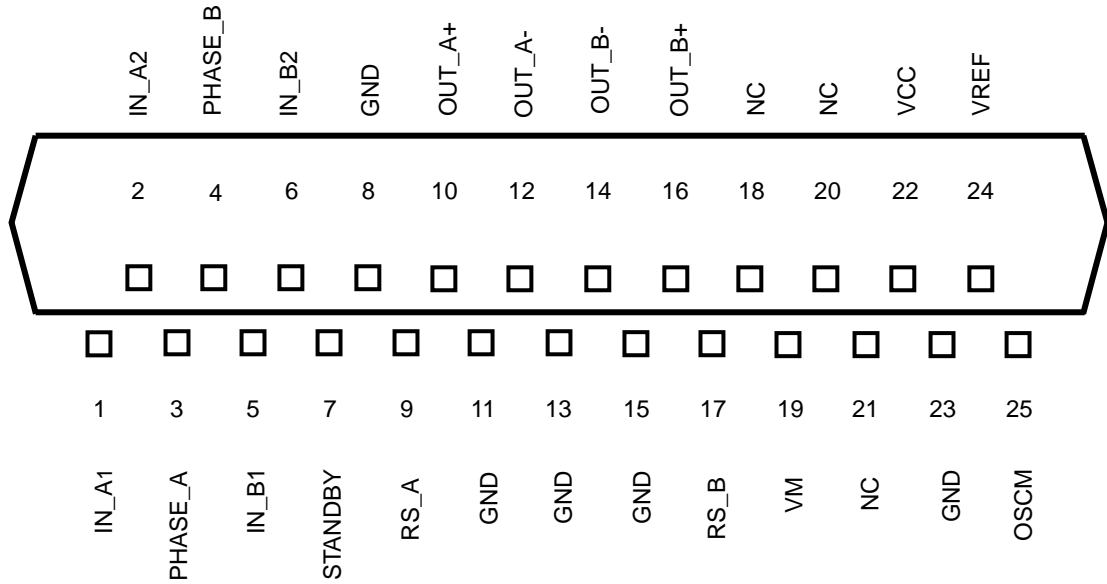 IN_A2 PHASE_B IN_B2 GND OUT_A+ OUT_A- OUT_B- OUT_B+ NC NC VCC VREF
2 4 6 8 10 12 14 16 18 20 22 24
1 3 5 7 9 11 13 15 17 19 21 23 25
IN_A1 PHASE_A IN_B1 STANDBY RS_A GND GND GND RS_B VM NC GND OSCM